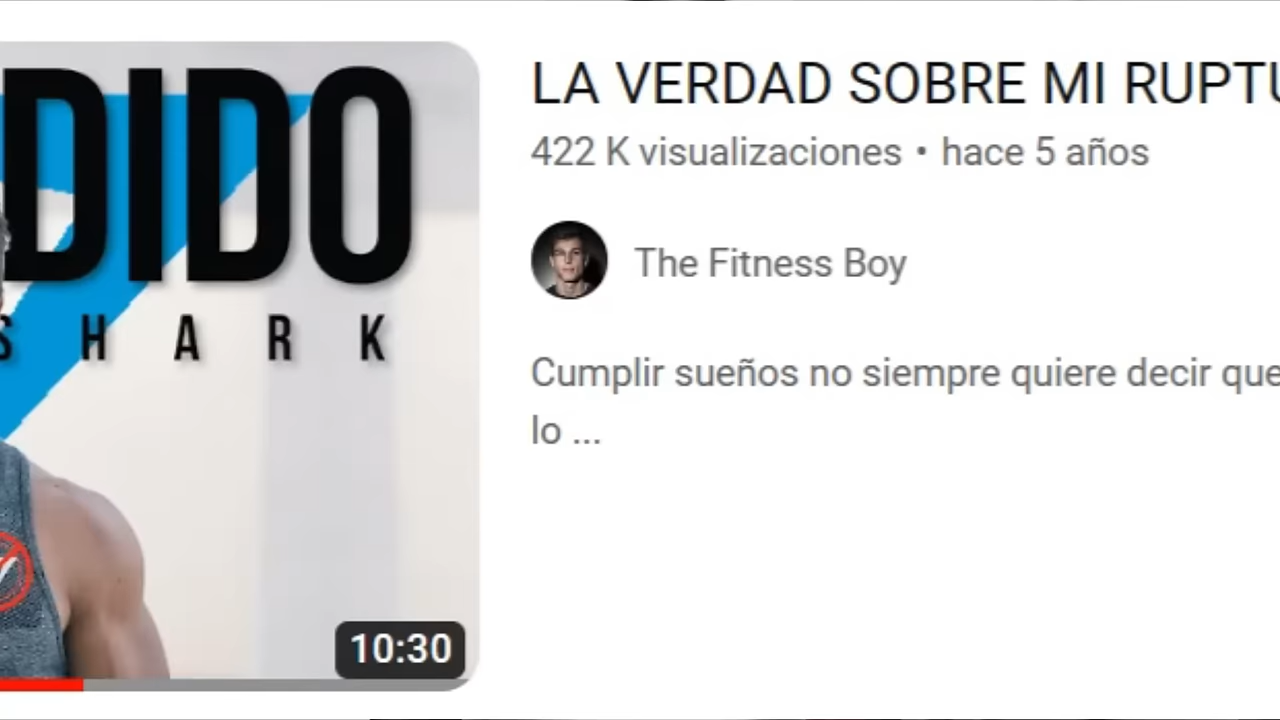 DIDO
SHARK
10:30
LA VERDAD SOBRE MI RUPTU
422 K visualizaciones • hace 5 años
The Fitness Boy
Cumplir sueños no siempre quiere decir que
lo ...